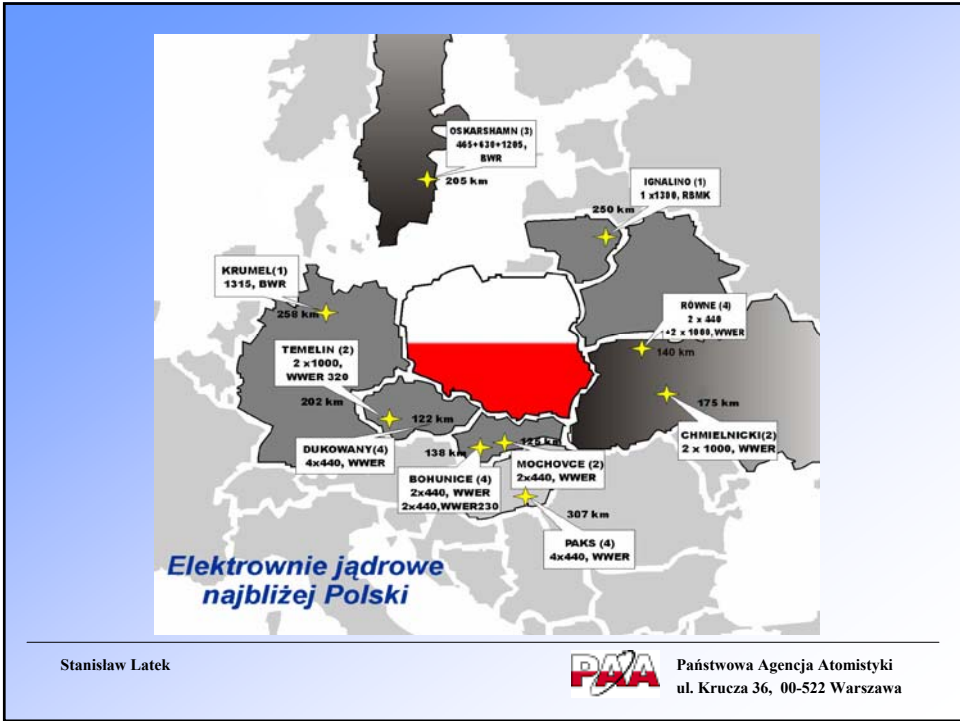 OSKARSHAMN (3)
465+630+1205,
BWR
205 km
IGNALINO (1)
1 x1300, RBMK
250 km
KRUMEL(1)
1315, BWR
258 km
RÓWNE (4)
2 x 440
+2 x 1000, WWER
140 km
TEMELIN (2)
2 x1000,
WWER 320
202 km
122 km
175 km
DUKOWANY(4)
4x440, WWER
138 km
125 km
CHMIELNICKI(2)
2 x 1000, WWER
BOHUNICE (4)
2x440, WWER
2x440,WWER230
MOCHOVCE (2)
2x440, WWER
307 km
PAKS (4)
4x440, WWER
Elektrownie jądrowe
najbliżej Polski
Stanisław Latek
PAA
Państwowa Agencja Atomistyki
ul. Krucza 36, 00-522 Warszawa